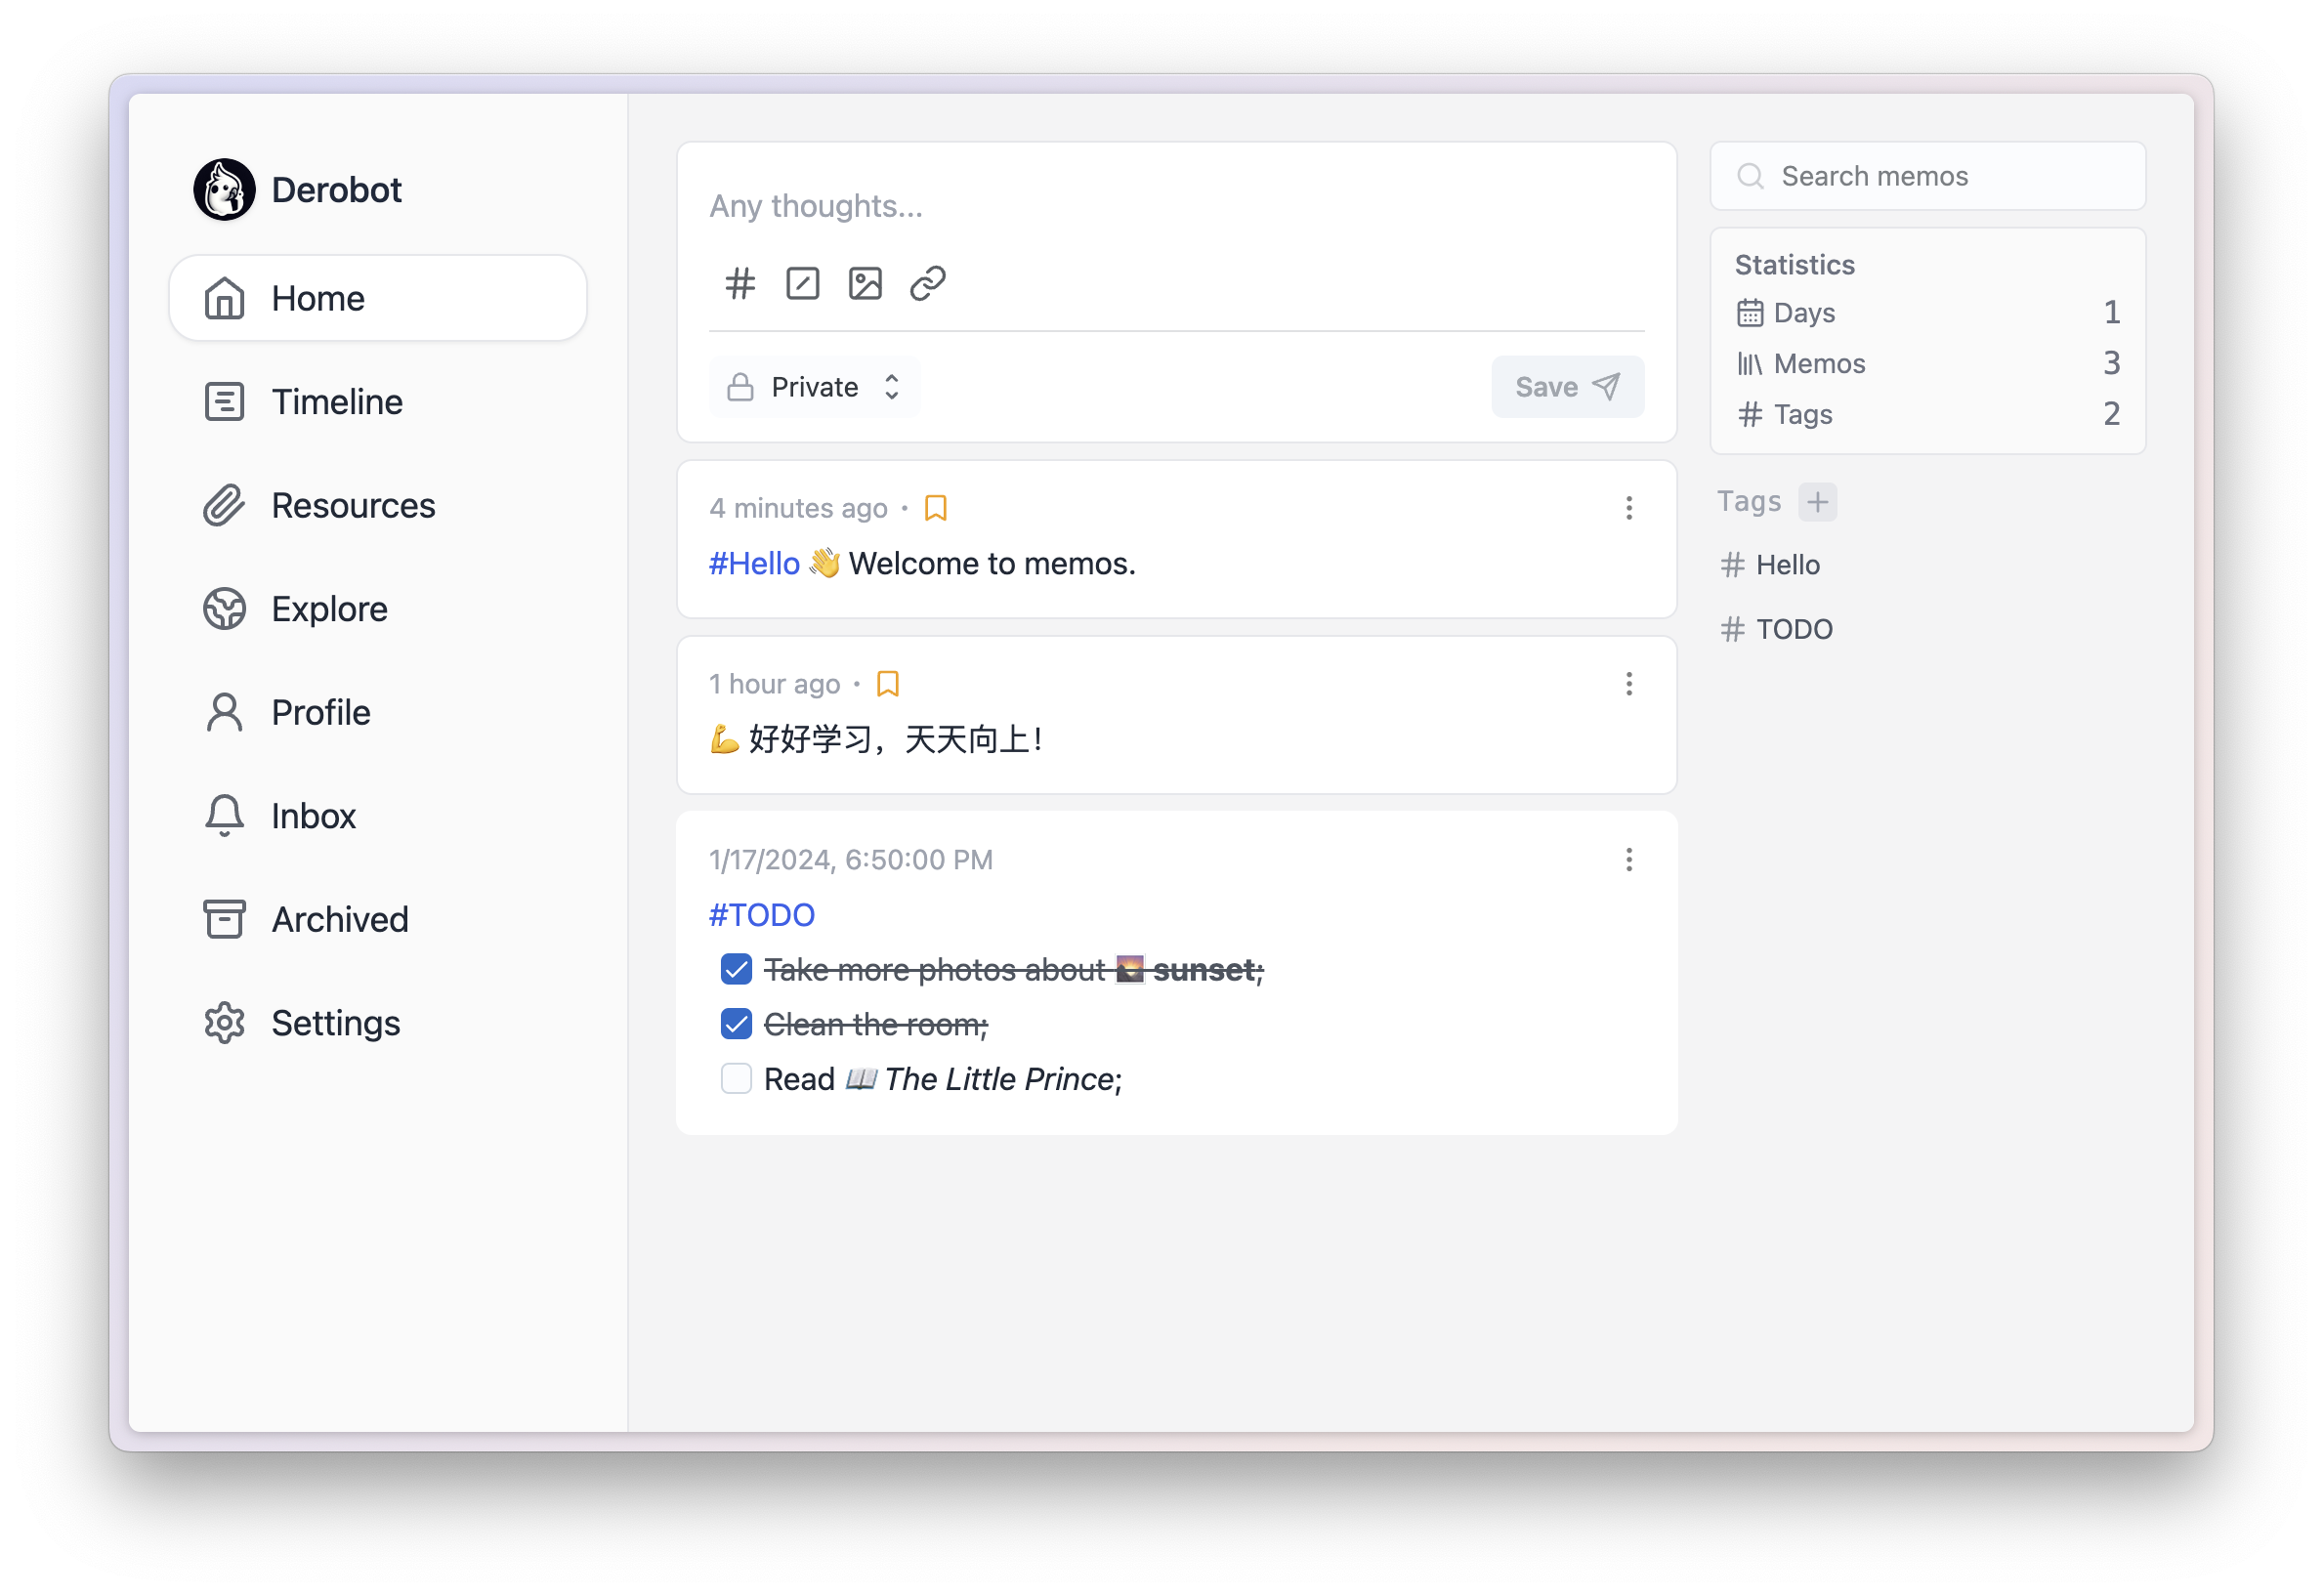 Derobot
Home
Timeline
Resources
Explore
Profile
Inbox
Archived
Settings
Any thoughts...
Private
Save
4 minutes ago •
#Hello 👋 Welcome to memos.
1 hour ago •
💪 好好学习，天天向上！
1/17/2024, 6:50:00 PM
#TODO
Take more photos about 🌄 sunset;
Clean the room;
Read 📖 The Little Prince;
Search memos
Statistics
Days 1
Memos 3
# Tags 2
Tags +
# Hello
# TODO